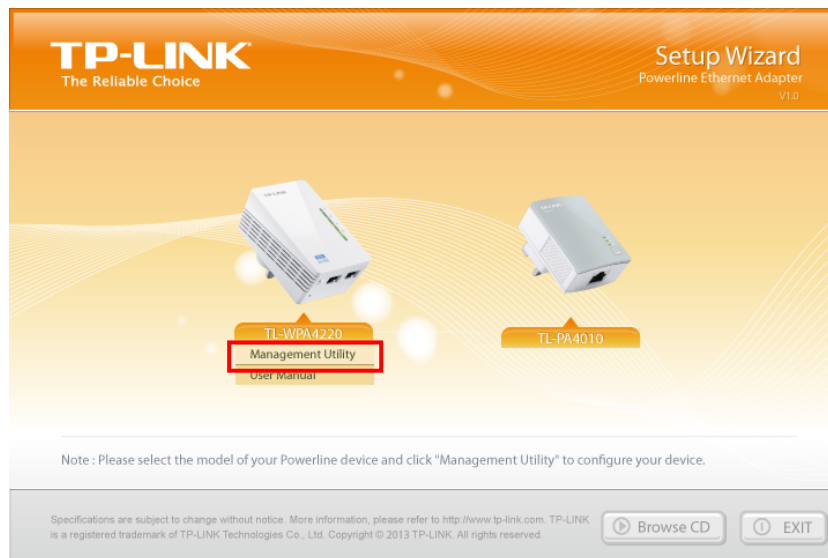 TP-LINK
The Reliable Choice
Setup Wizard
Powerline Ethernet Adapter
V1.0
TL-WPA4220
TL-PA4010
Management Utility
User Manual
Note : Please select the model of your Powerline device and click "Management Utility" to configure your device.
Specifications are subject to change without notice. More information, please refer to http://www.tp-link.com. TP-LINK
is a registered trademark of TP-LINK Technologies Co., Ltd. Copyright © 2013 TP-LINK. All rights reserved.
Browse CD
EXIT